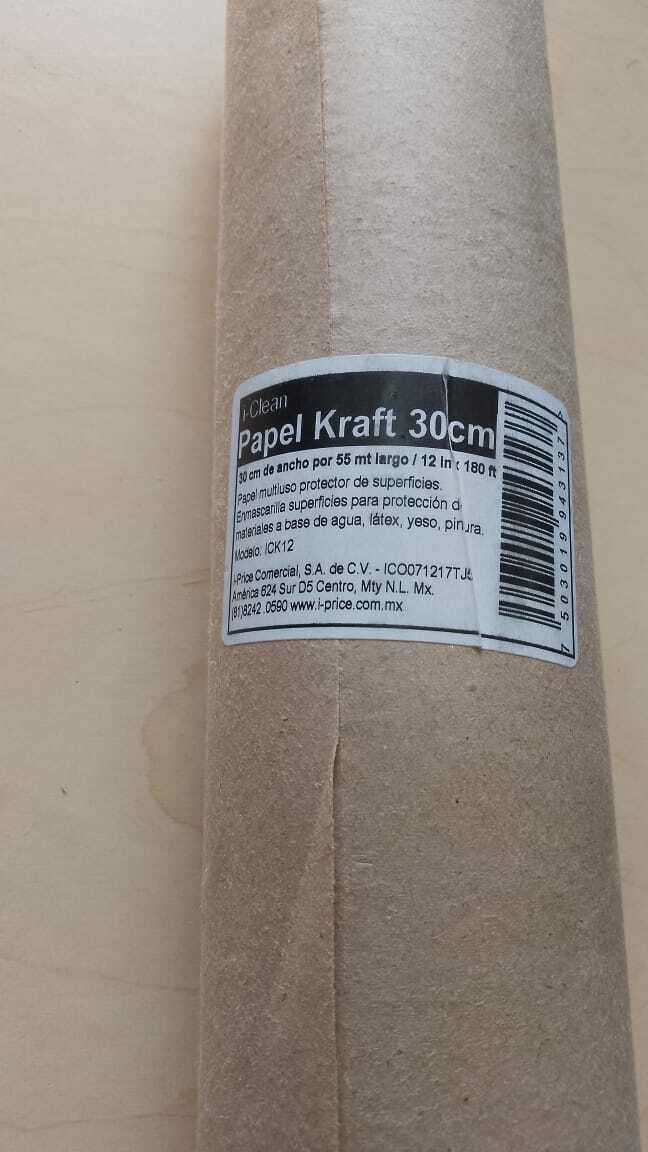 i-Clean
Papel Kraft 30cm
30 cm de ancho por 55 mt largo / 12 in x 180 ft
Papel multiuso protector de superficies.
Enmascarilla superficies para protección de
materiales a base de agua, látex, yeso, pintura.
Modelo: ICK12
i-Price Comercial, S.A. de C.V. - ICO071217TJ5
América 624 Sur D5 Centro, Mty N.L. Mx.
(81)8242 .0590 www.i-price.com.mx
7 503019 943137 >